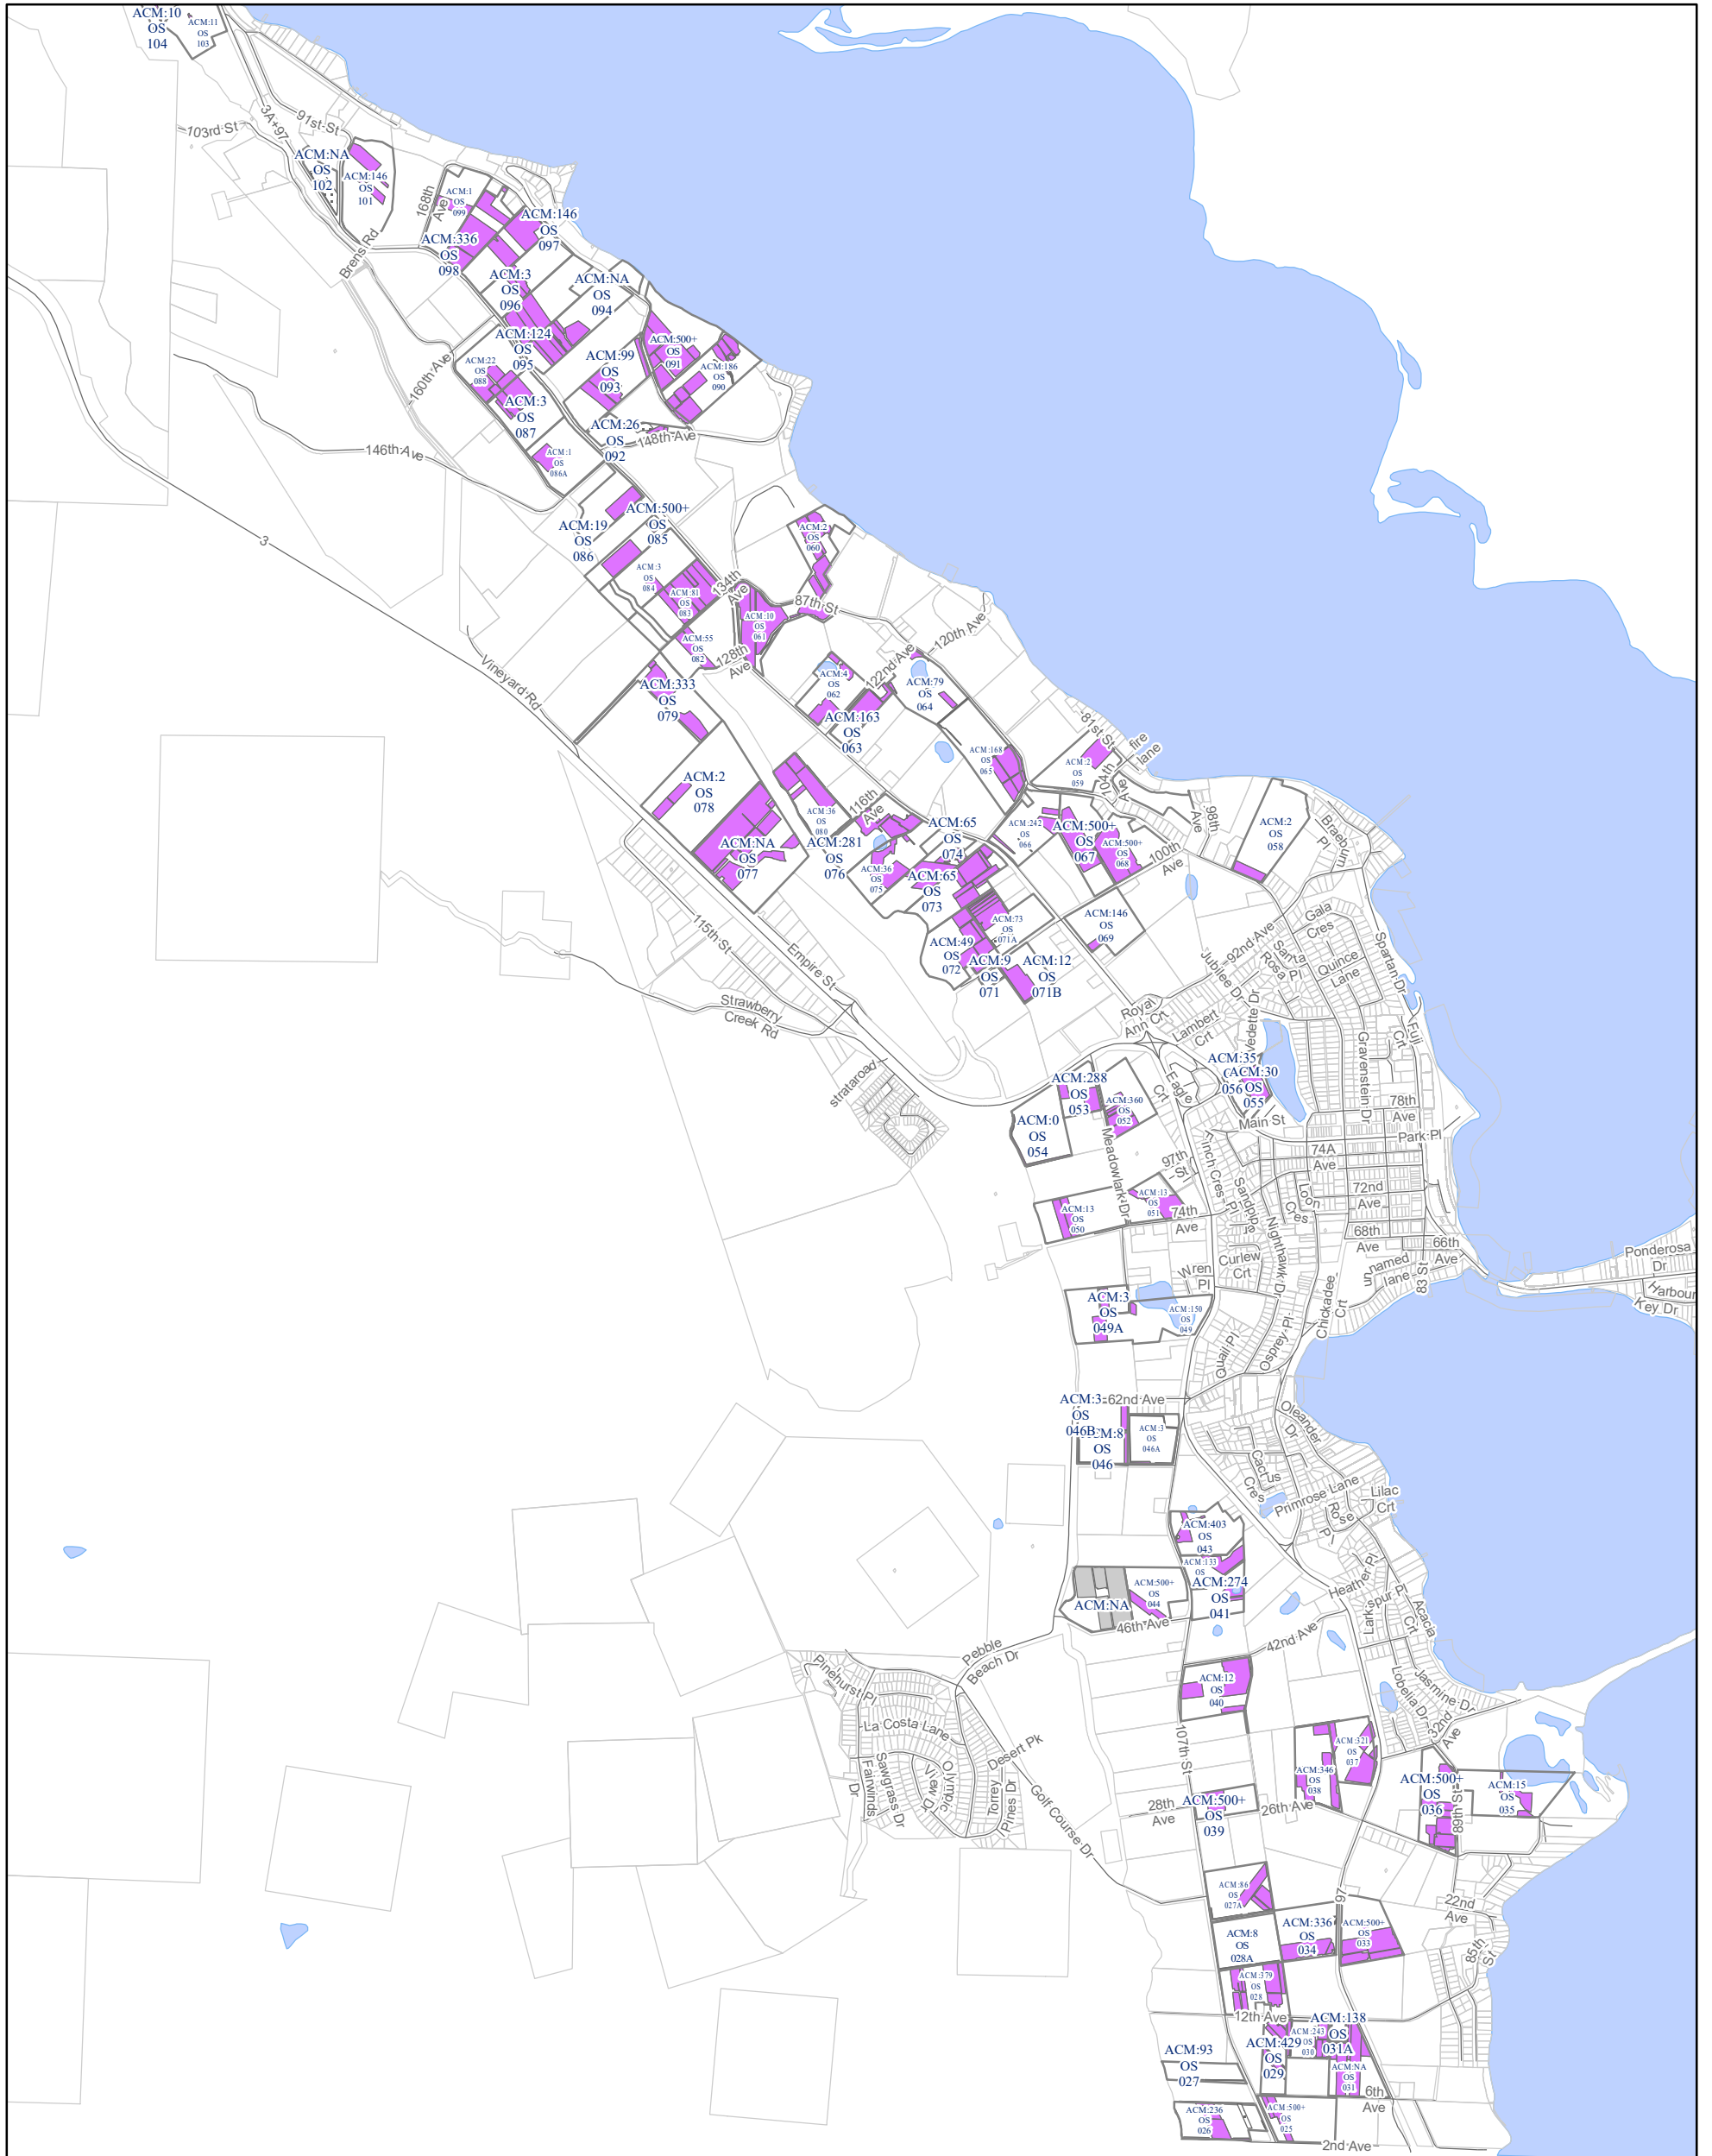 ACM:10
OS
104
ACM:11
OS
103
3A+97
91st St
103rd St
ACM:NA
OS
102
ACM:146
OS
101
168th
Ave
ACM:1
OS
099
ACM:146
OS
097
ACM:336
OS
098
Brens Rd
ACM:3
OS
096
ACM:NA
OS
094
ACM:124
OS
095
ACM:500+
OS
091
ACM:99
OS
093
ACM:186
OS
090
ACM:22
OS
088
160th Ave
ACM:3
OS
087
ACM:26
OS
092
148th Ave
146th Ave
ACM:1
OS
086A
ACM:500+
OS
085
ACM:19
OS
086
3
ACM:2
OS
060
ACM:3
OS
084
134th
Ave
ACM:81
OS
083
87th St
ACM:10
OS
061
120th Ave
ACM:55
OS
082
128th
Ave
122nd Ave
Vineyard Rd
ACM:333
OS
079
ACM:4
OS
062
ACM:79
OS
064
ACM:163
OS
063
81st St
fire
lane
ACM:168
OS
065
ACM:2
OS
059
104th
Ave
ACM:2
OS
078
116th
Ave
ACM:36
OS
080
98th
Ave
ACM:2
OS
058
Braeburn
Pl
ACM:NA
OS
077
ACM:281
OS
076
ACM:65
OS
074
ACM:242
OS
066
ACM:500+
OS
067
ACM:500+
OS
068
100th
Ave
ACM:36
OS
075
ACM:65
OS
073
ACM:73
OS
071A
ACM:146
OS
069
Gala
Cres
115th St
Empire St
ACM:49
OS
072
ACM:9
OS
071
ACM:12
OS
071B
92nd Ave
Santa
Rosa
Pl
Quince
Lane
Spartan Dr
Jubilee Dr
Strawberry
Creek Rd
Royal
Ann Crt
Lambert
Crt
Vedette Dr
Gravenstein Dr
Fuji
Crt
strataroad
ACM:288
OS
053
ACM:360
OS
052
Eagle
Crt
ACM:35
056
ACM:30
OS
055
78th
Ave
ACM:0
OS
054
Main St
Park Pl
Meadowlark Dr
97th
St
Finch Cres
74A
Ave
ACM:13
OS
050
ACM:13
OS
051
74th
Ave
Sandpiper
Pl
Loon
Cres
72nd
Ave
Nighthawk Dr
68th
Ave
66th
Ave
Curlew
Crt
Wren
Pl
unnamed
lane
83 St
Ponderosa
Dr
Harbour
Key Dr
Chickadee
Crt
ACM:3
OS
049A
ACM:150
OS
049
Quail Pl
Osprey Pl
62nd Ave
ACM:3
OS
046B
ACM:8
OS
046
ACM:3
OS
046A
Oleander
Dr
Cactus
Cres
Primrose Lane
Lilac
Crt
Rose
Pl
ACM:403
OS
043
ACM:133
OS
ACM:274
OS
041
ACM:500+
OS
044
ACM:NA
46th Ave
Heather Pl
Larkspur Pl
Acacia
Crt
42nd Ave
Pebble
Beach Dr
Pinehurst Pl
ACM:12
OS
040
Lobelia Dr
Jasmine Dr
32nd
Ave
La Costa Lane
Desert Pk
107th St
ACM:321
OS
037
Sawgrass Dr
Fairwinds
Dr
Olympic
View Dr
Torrey
Pines Dr
Golf Course Dr
ACM:346
OS
038
ACM:500+
OS
036
ACM:15
OS
035
89th St
28th
Ave
ACM:500+
OS
039
26th Ave
ACM:86
OS
027A
97
22nd
Ave
ACM:8
OS
028A
ACM:336
OS
034
ACM:500+
OS
033
85th
St
ACM:379
OS
028
12th Ave
ACM:243
OS
030
ACM:138
OS
031A
ACM:429
OS
029
ACM:93
OS
027
ACM:NA
OS
031
6th
Ave
ACM:236
OS
026
ACM:500+
OS
025
2nd Ave